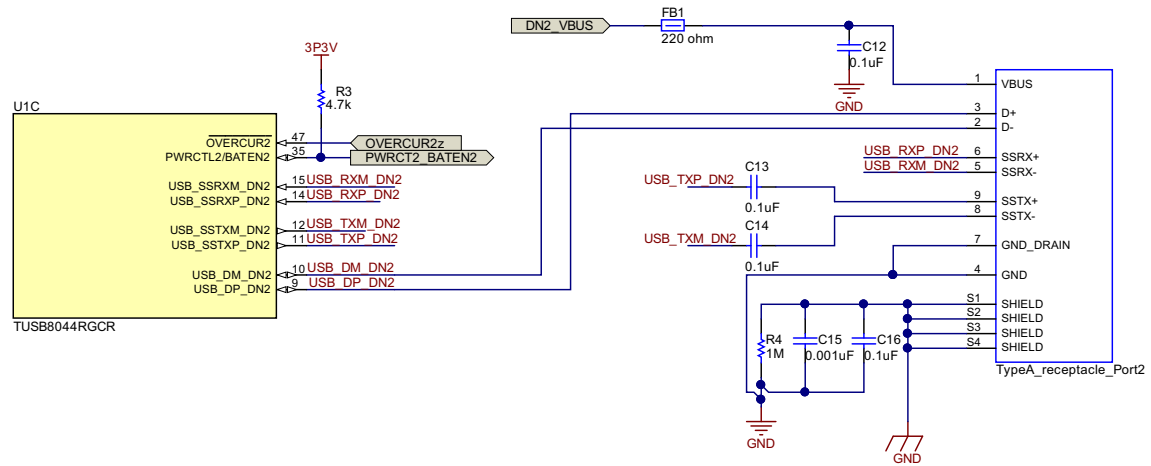 DN2_VBUS
FB1
220 ohm
C12
0.1uF
GND
3P3V
R3
4.7k
U1C
OVERCUR2
47
OVERCUR2z
PWRCTL2/BATEN2
35
PWRCT2_BATEN2
USB_SSRXM_DN2
15
USB_RXM_DN2
USB_SSRXP_DN2
14
USB_RXP_DN2
USB_SSTXM_DN2
12
USB_TXM_DN2
USB_SSTXP_DN2
11
USB_TXP_DN2
USB_DM_DN2
10
USB_DM_DN2
USB_DP_DN2
9
USB_DP_DN2
TUSB8044RGCR
1
VBUS
3
D+
2
D-
USB_RXP_DN2
6
SSRX+
USB_RXM_DN2
5
SSRX-
C13
USB_TXP_DN2
0.1uF
9
SSTX+
8
SSTX-
C14
USB_TXM_DN2
0.1uF
7
GND_DRAIN
4
GND
S1
SHIELD
S2
SHIELD
S3
SHIELD
S4
SHIELD
R4
1M
C15
0.001uF
C16
0.1uF
TypeA_receptacle_Port2
GND
GND